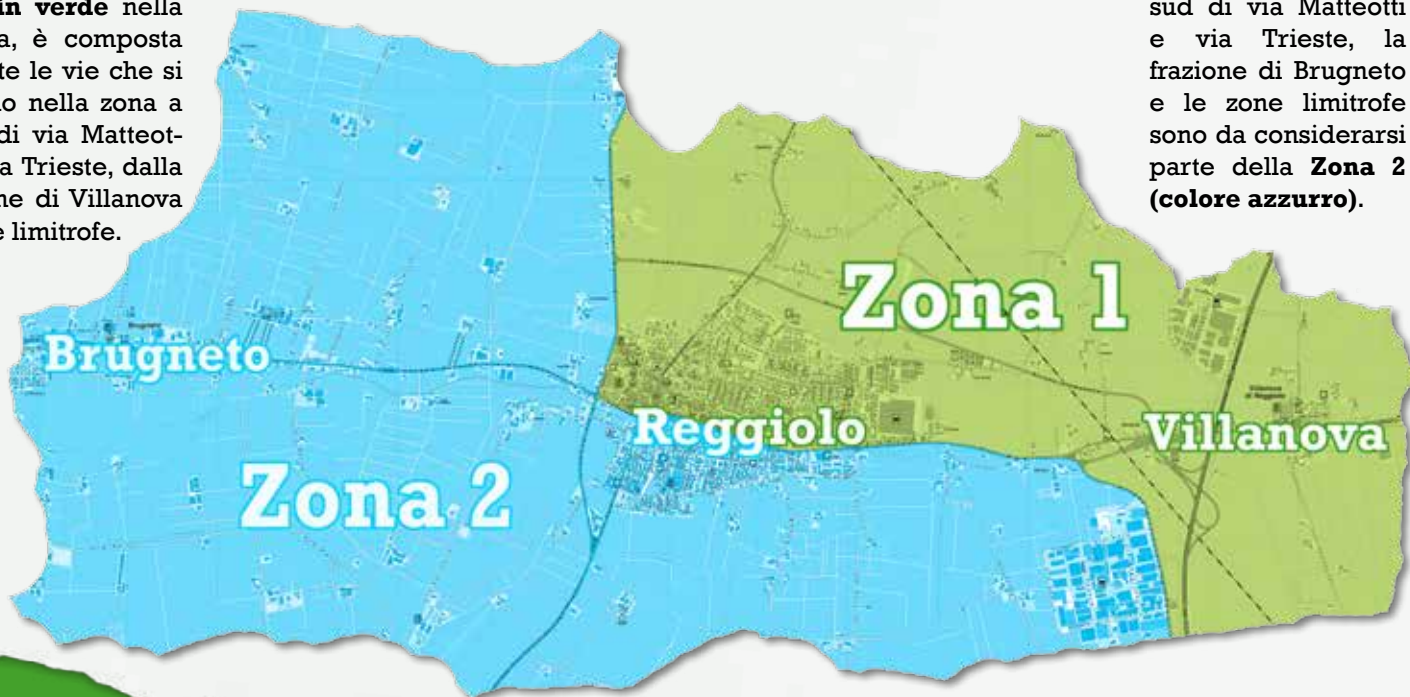 in verde nella
a, è composta
te le vie che si
o nella zona a
di via Matteot-
a Trieste, dalla
ne di Villanova
e limitrofe.
sud di via Matteotti
e via Trieste, la
frazione di Brugneto
e le zone limitrofe
sono da considerarsi
parte della Zona 2
(colore azzurro).
Zona 1
Brugneto
Reggiolo
Villanova
Zona 2